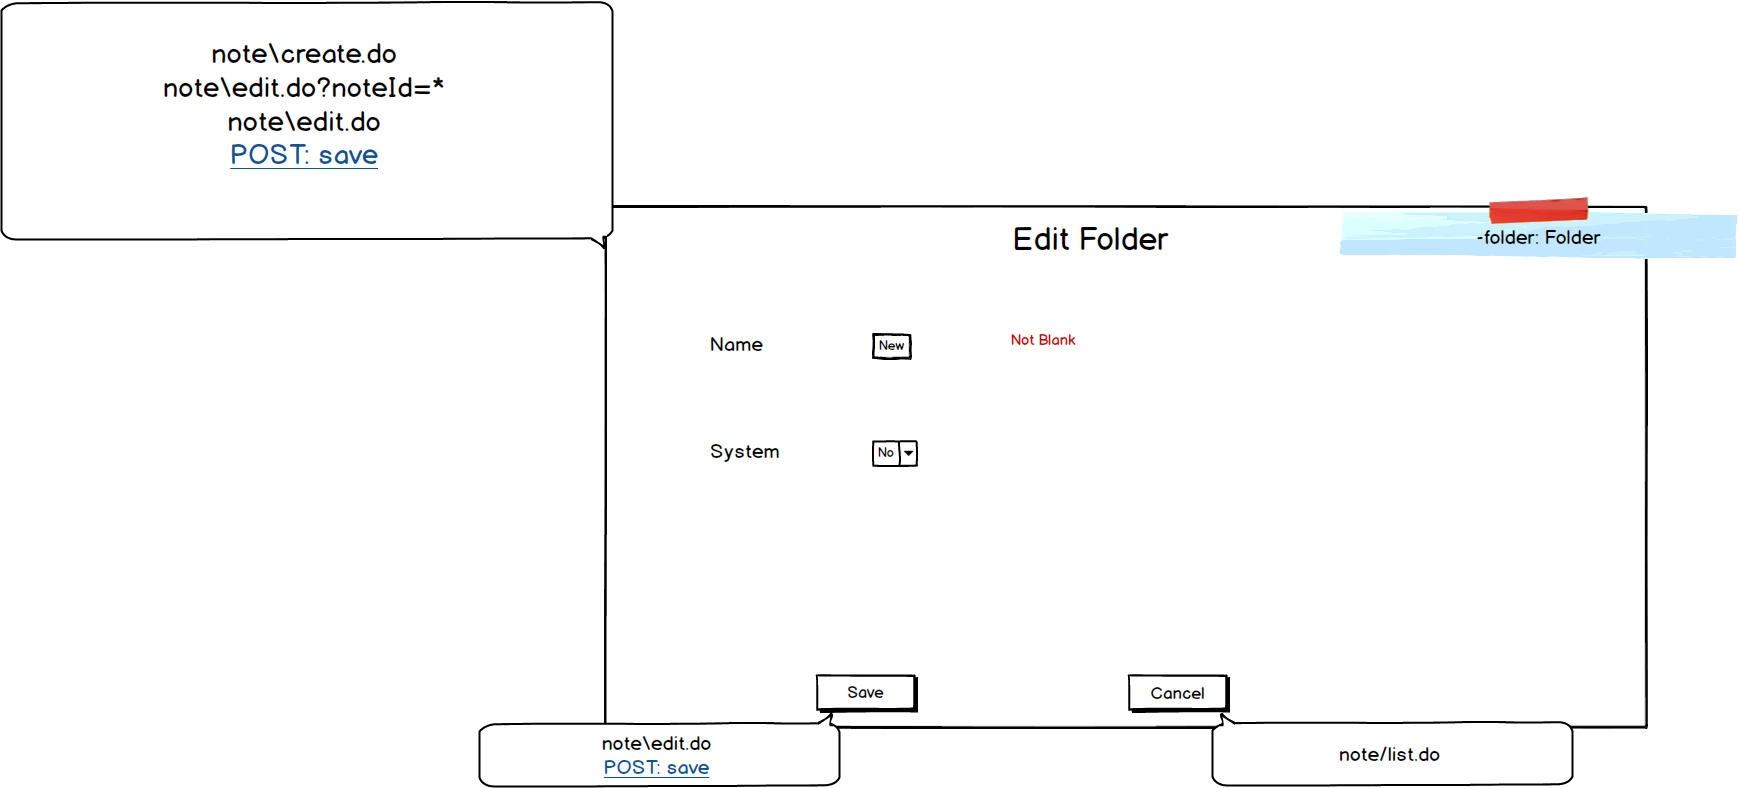 note\create.do
note\edit.do?noteId=*
note\edit.do
POST: save
Edit Folder
-folder: Folder
Name
New
Not Blank
System
No
Save
Cancel
note\edit.do
POST: save
note/list.do